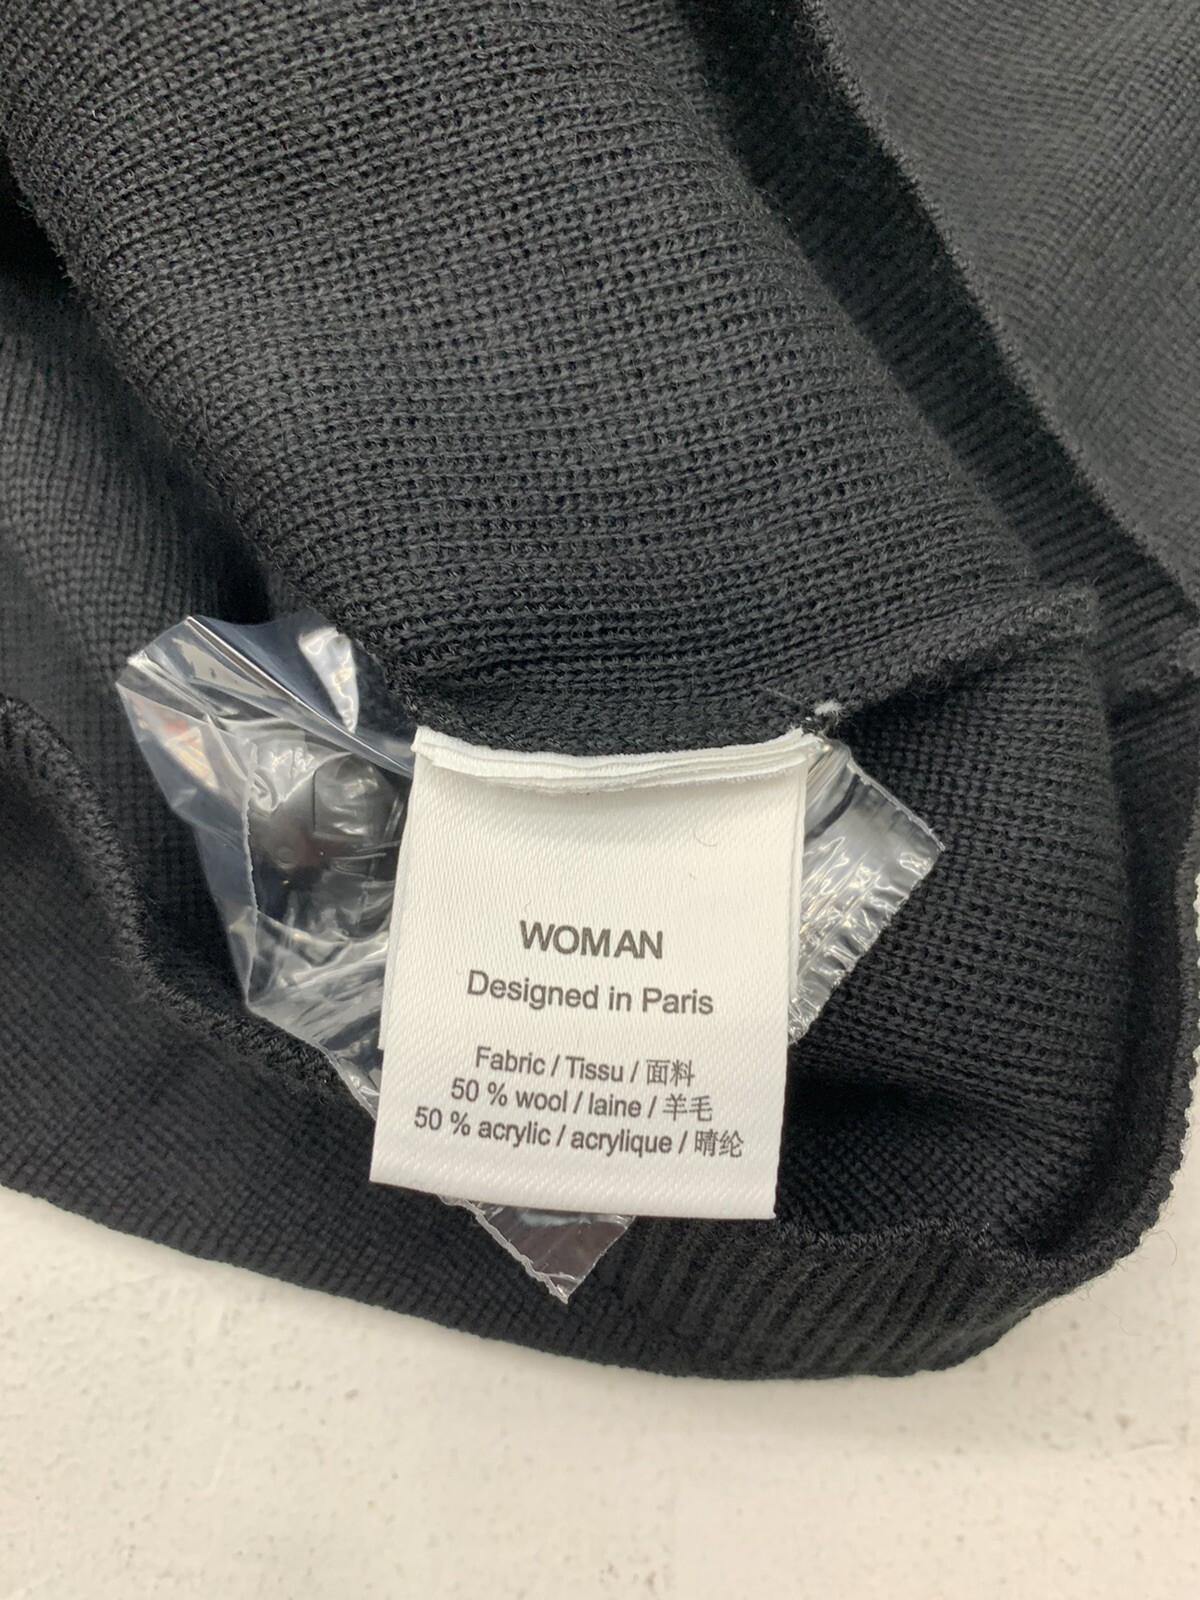 WOMAN
Designed in Paris
Fabric / Tissu / 面料
50 % wool / laine / 羊毛
50 % acrylic / acrylique / 晴纶